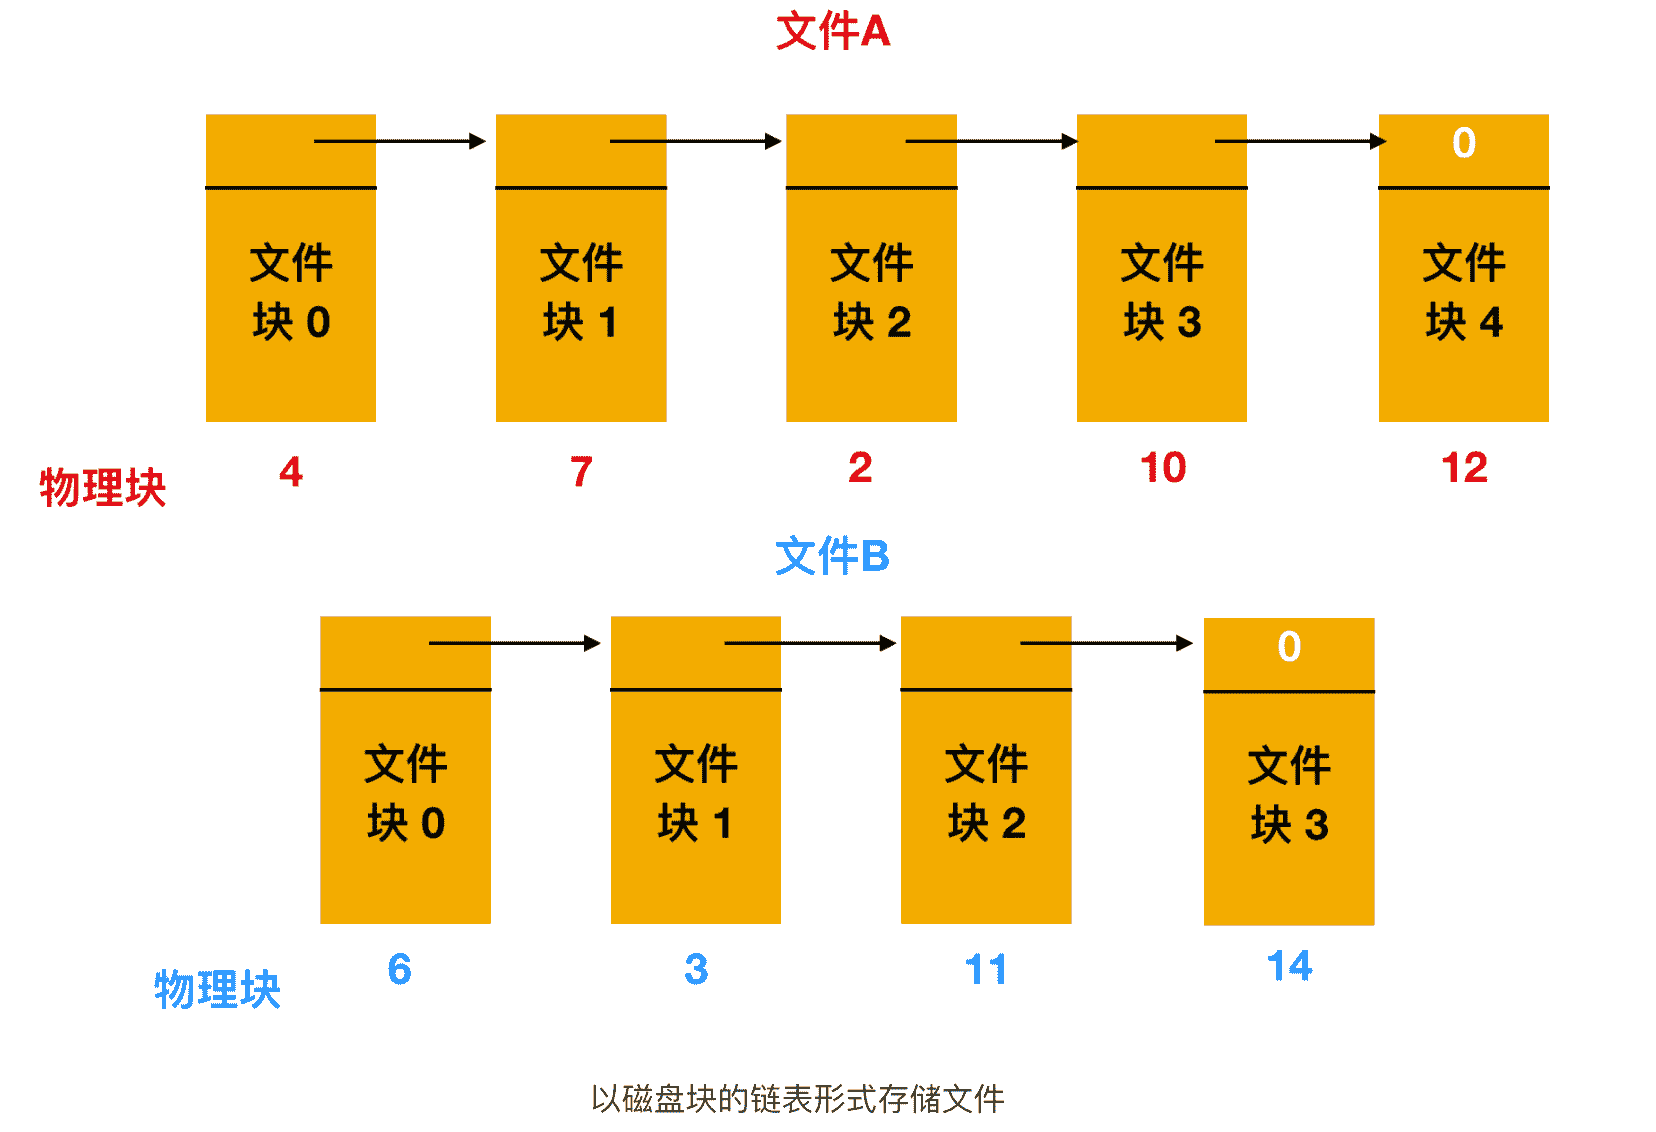 文件A
0
文件 文件 文件 文件 文件
块 0 块 1 块 2 块 3 块 4
物理块 4 7 2 10 12
文件B
0
文件 文件 文件 文件
块 0 块 1 块 2 块 3
物理块 6 3 11 14
以磁盘块的链表形式存储文件